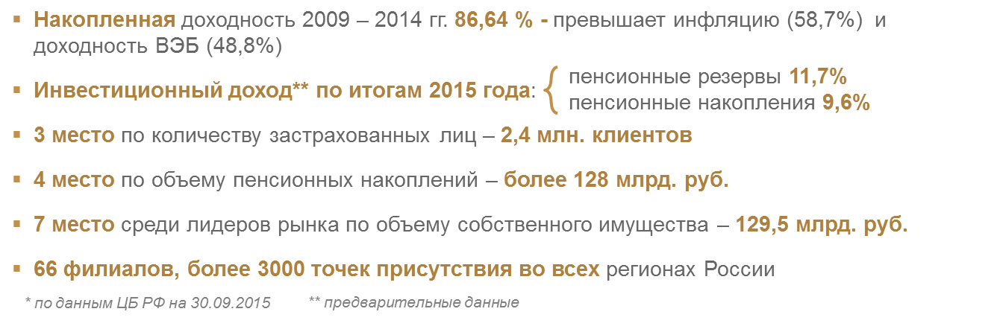 ▪ Накопленная доходность 2009 – 2014 гг. 86,64 % - превышает инфляцию (58,7%) и
доходность ВЭБ (48,8%)
▪ Инвестиционный доход** по итогам 2015 года:
пенсионные резервы 11,7%
пенсионные накопления 9,6%
▪ 3 место по количеству застрахованных лиц – 2,4 млн. клиентов
▪ 4 место по объему пенсионных накоплений – более 128 млрд. руб.
▪ 7 место среди лидеров рынка по объему собственного имущества – 129,5 млрд. руб.
▪ 66 филиалов, более 3000 точек присутствия во всех регионах России
* по данным ЦБ РФ на 30.09.2015 ** предварительные данные